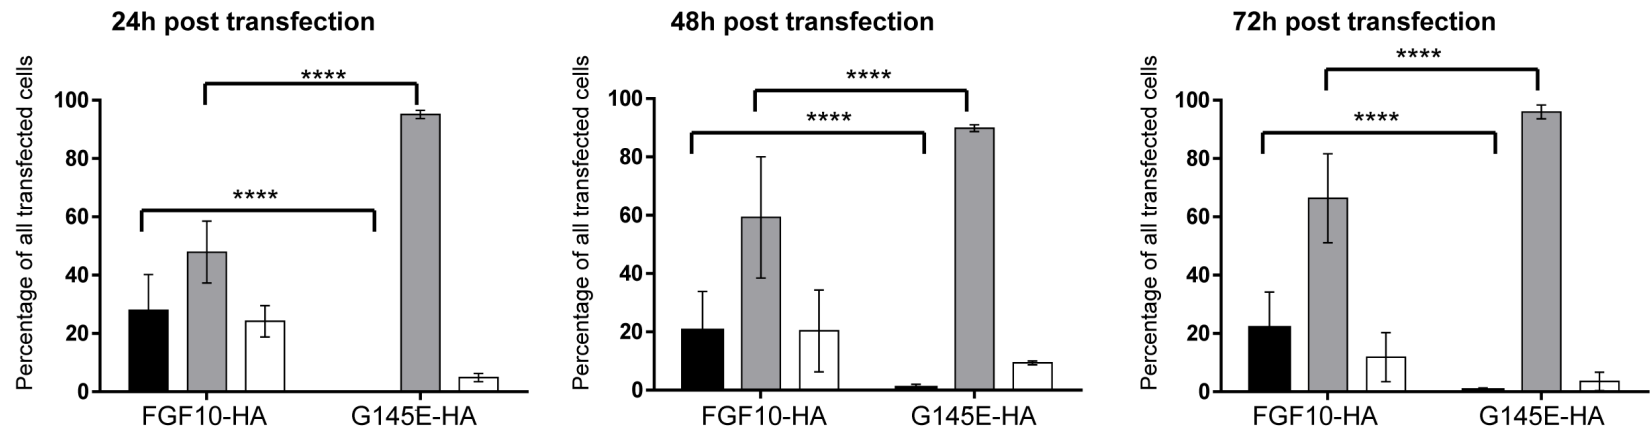 24h post transfection
48h post transfection
72h post transfection
Percentage of all transfected cells
100
80
60
40
20
0
****
****
FGF10-HA
G145E-HA
Percentage of all transfected cells
100
80
60
40
20
0
****
****
FGF10-HA
G145E-HA
Percentage of all transfected cells
100
80
60
40
20
0
****
****
FGF10-HA
G145E-HA